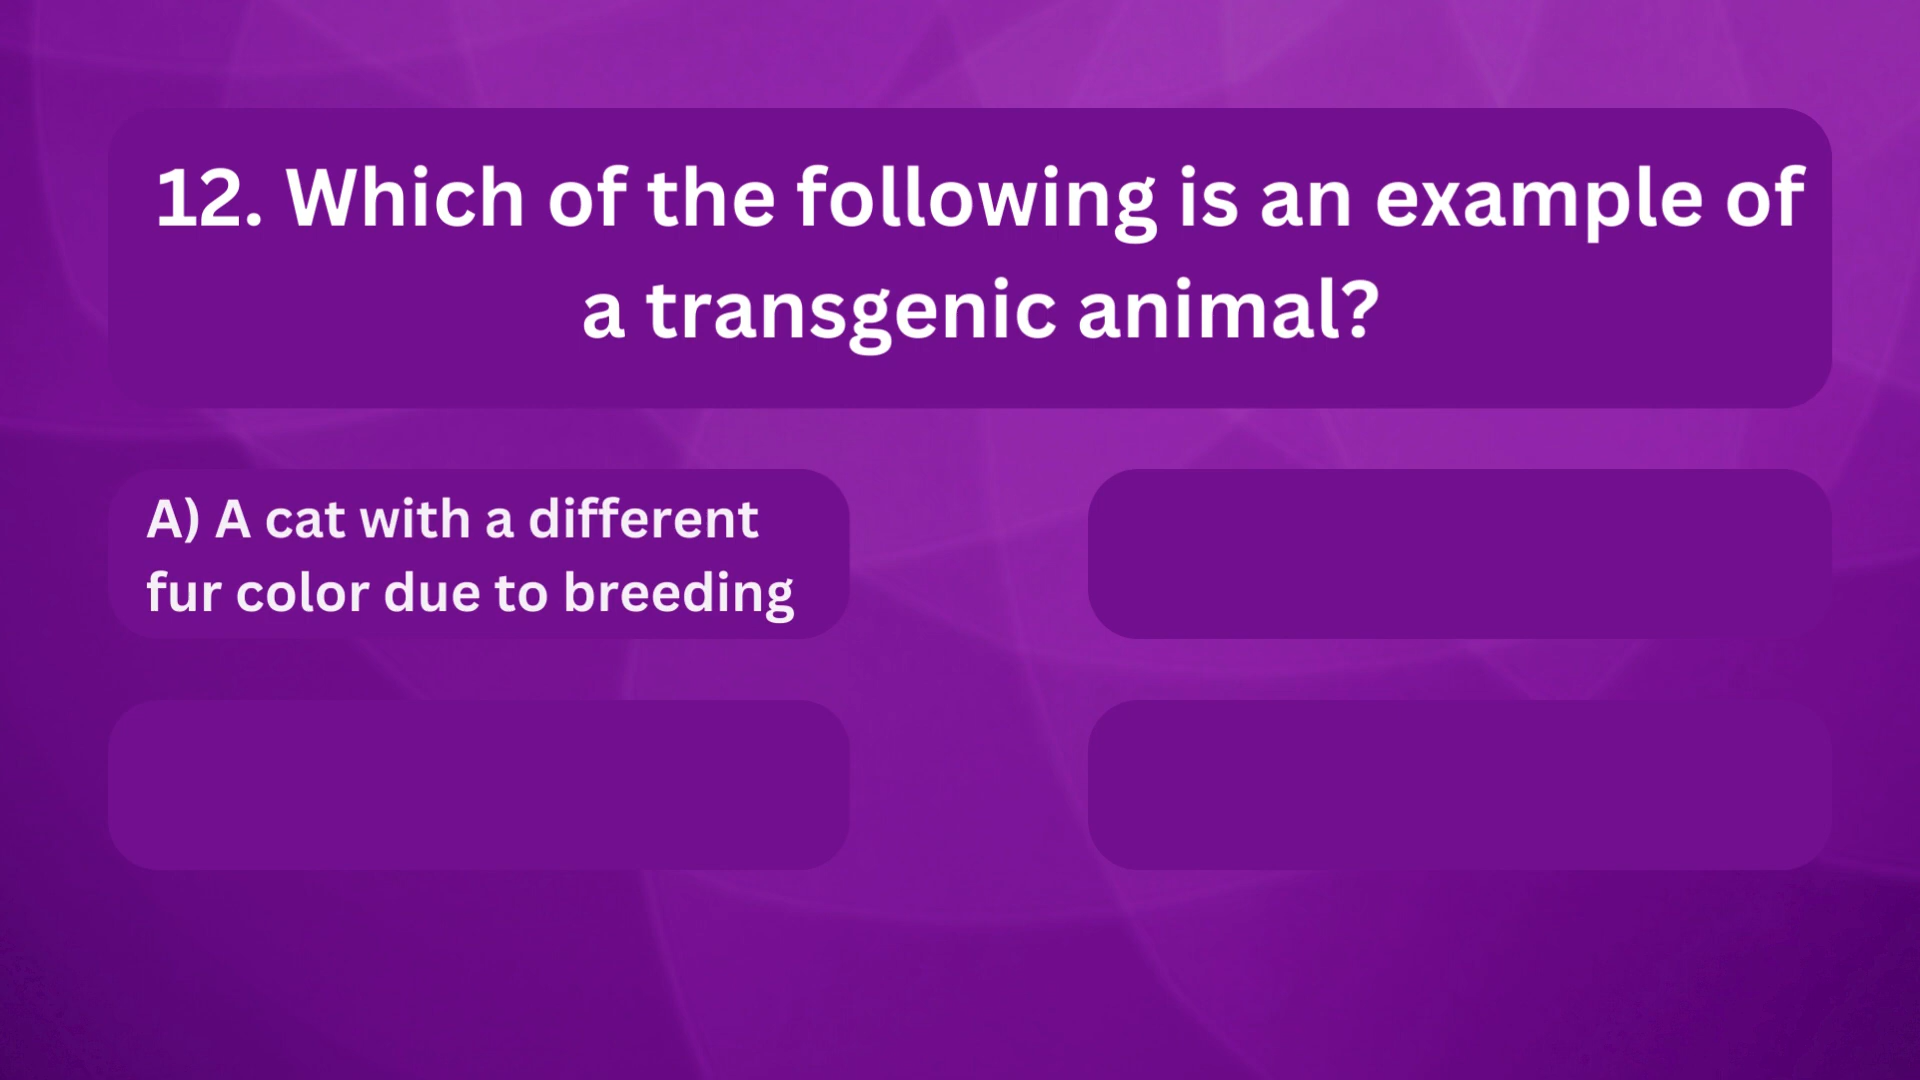 12. Which of the following is an example of
a transgenic animal?
A) A cat with a different
fur color due to breeding